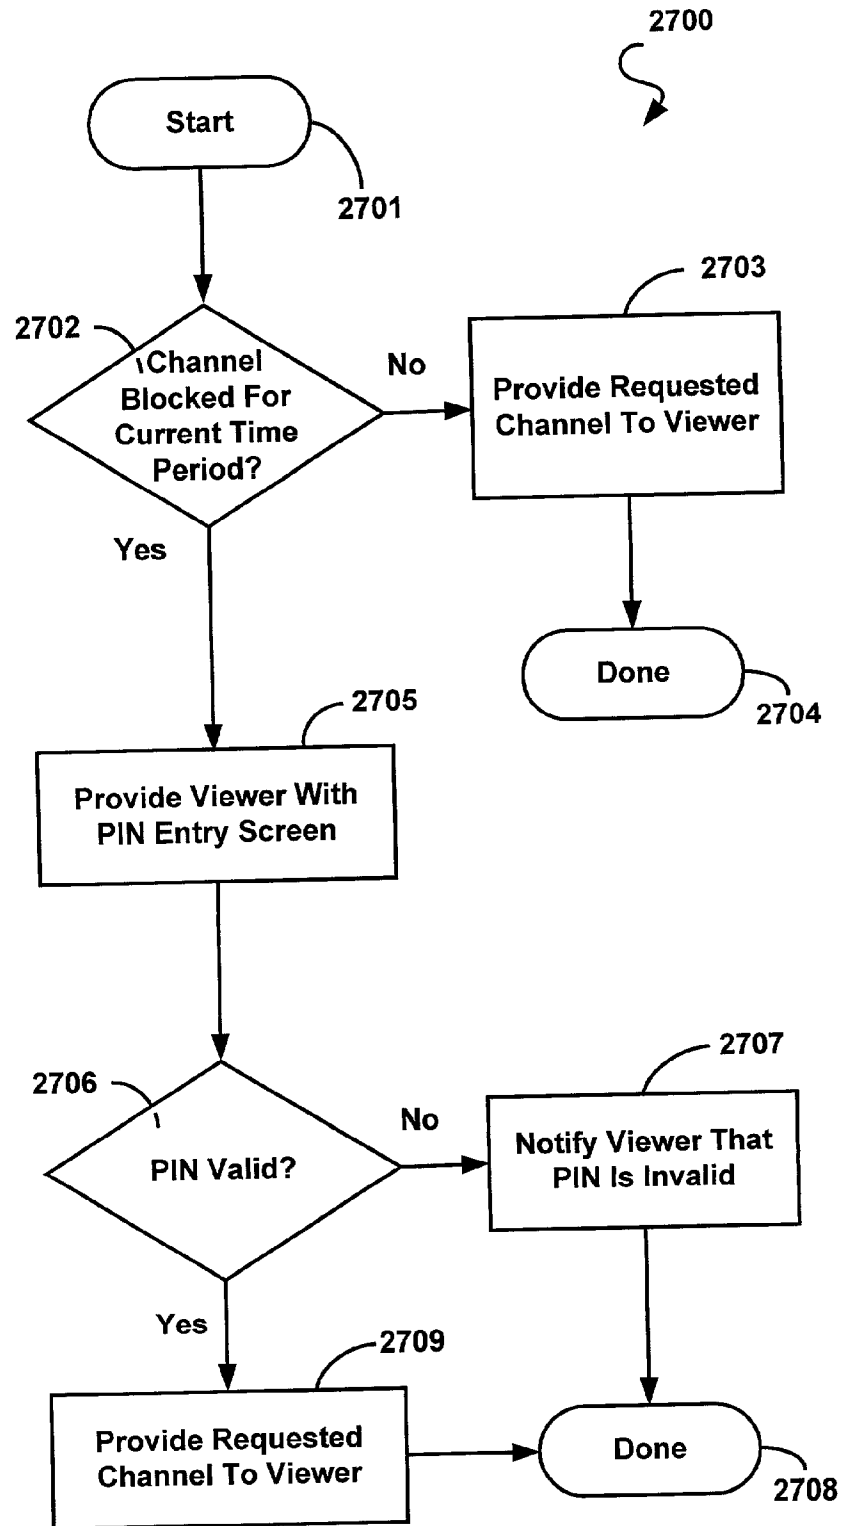 2700
Start
2701
2702
Channel
Blocked For
Current Time
Period?
No
2703
Provide Requested
Channel To Viewer
Yes
Done
2704
2705
Provide Viewer With
PIN Entry Screen
2706
PIN Valid?
No
2707
Notify Viewer That
PIN Is Invalid
Yes
2709
Provide Requested
Channel To Viewer
Done
2708